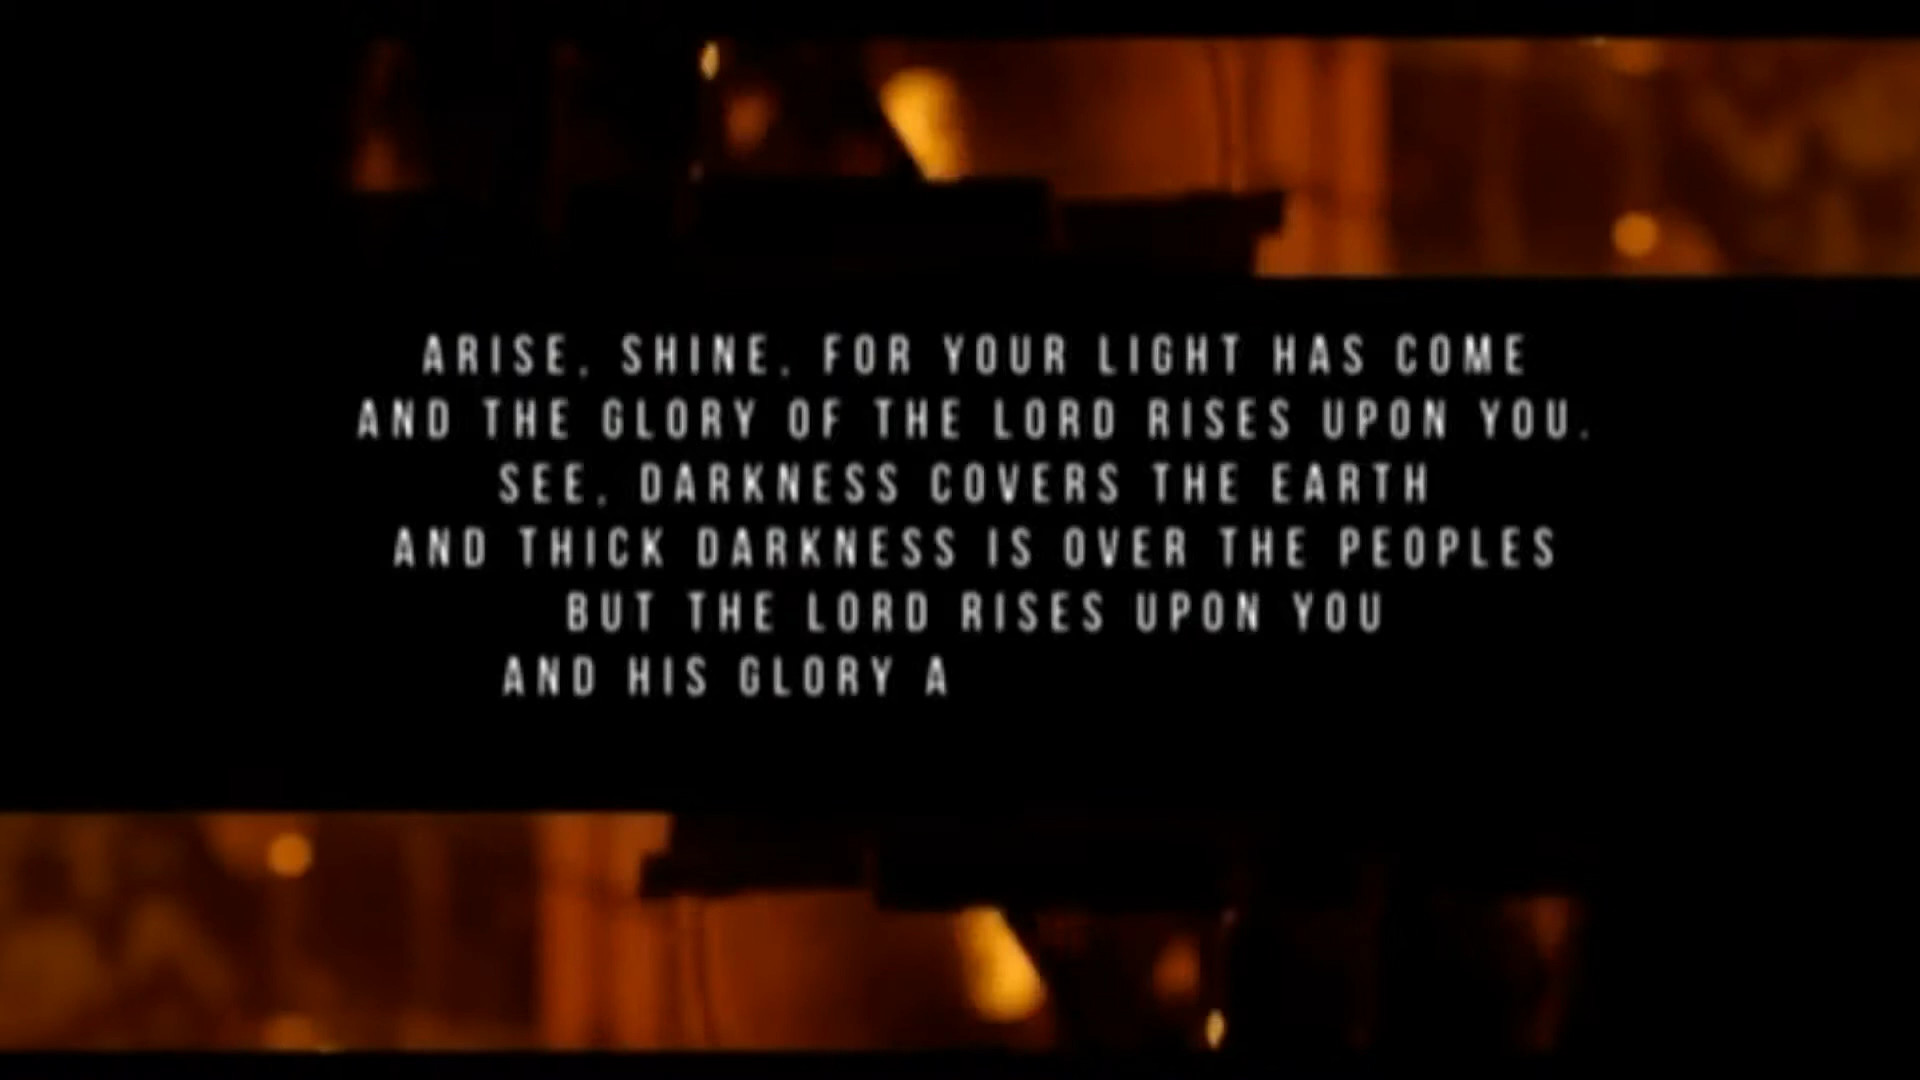 ARISE, SHINE, FOR YOUR LIGHT HAS COME
AND THE GLORY OF THE LORD RISES UPON YOU.
SEE, DARKNESS COVERS THE EARTH
AND THICK DARKNESS IS OVER THE PEOPLES
BUT THE LORD RISES UPON YOU
AND HIS GLORY A